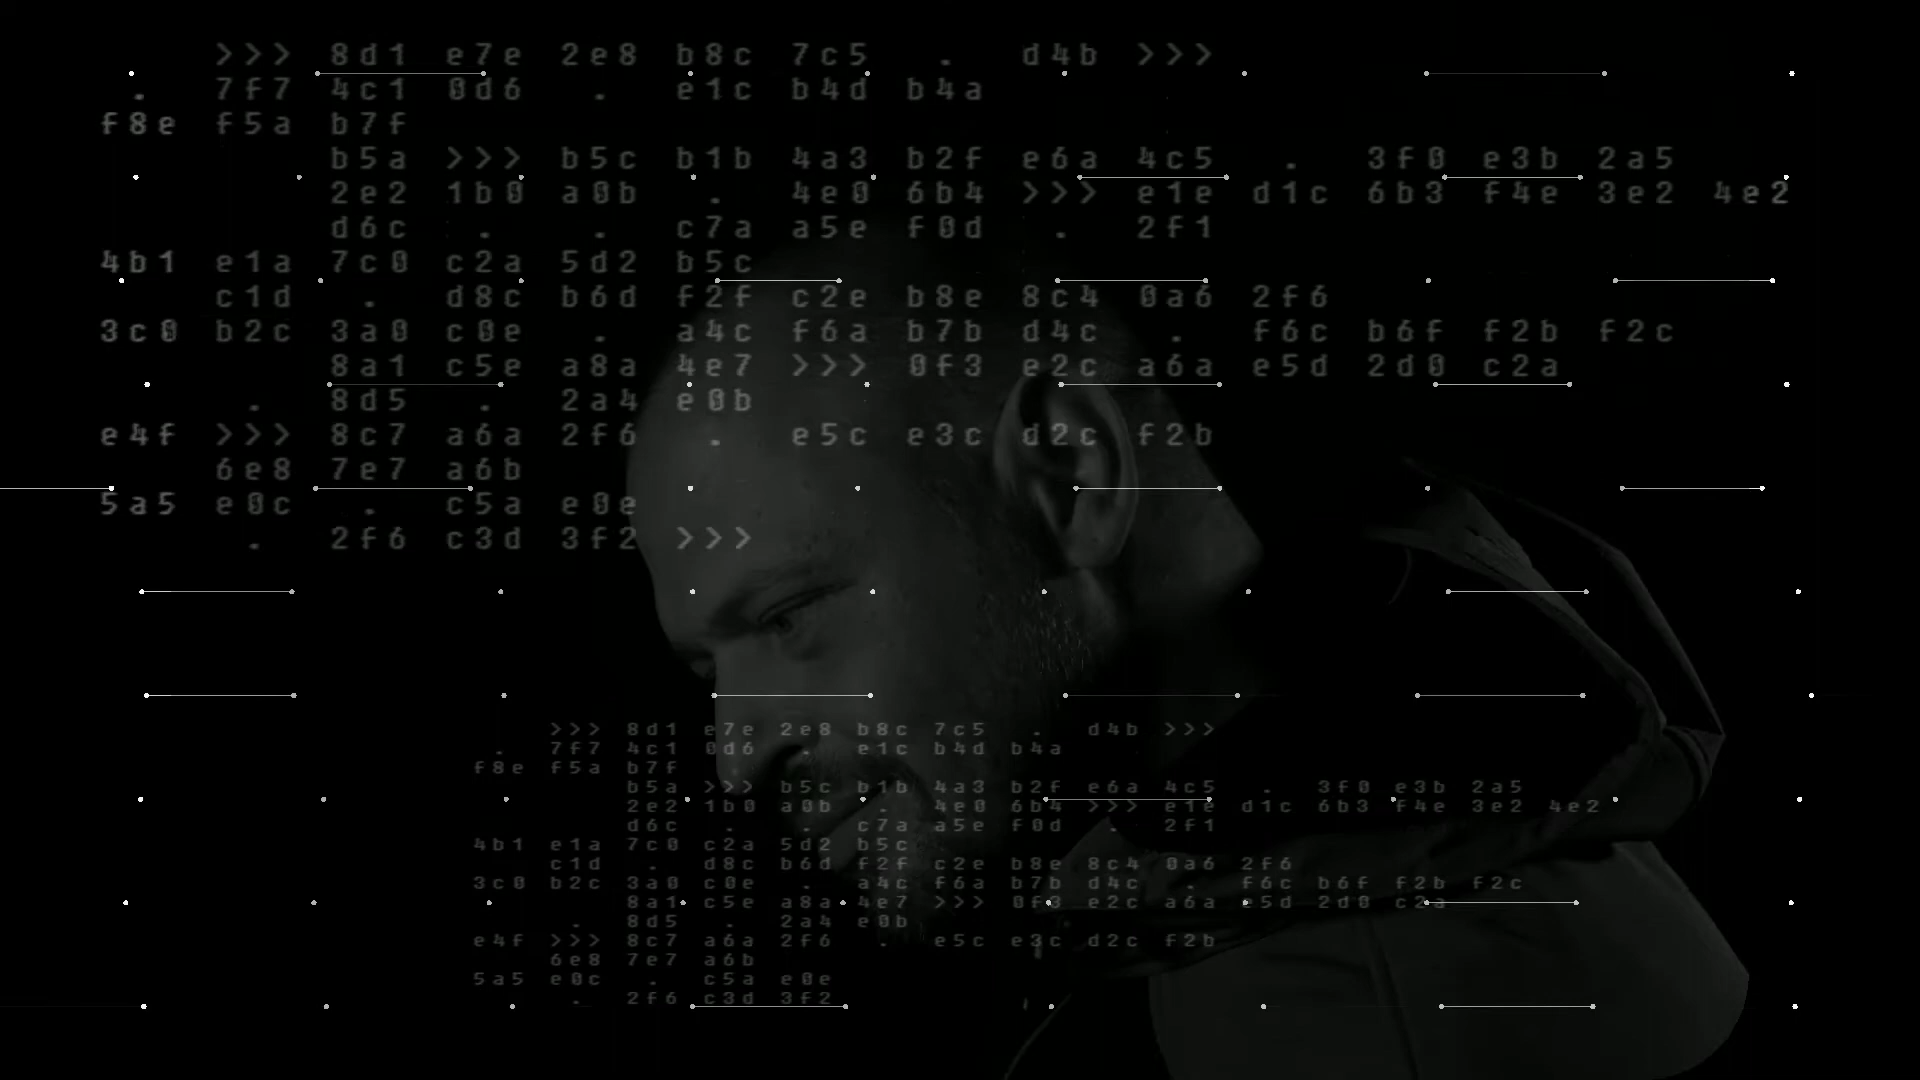 >>> 8d1 e7e 2e8 b8c 7c5 . d4b >>>
. 7f7 4c1 0d6 . e1c b4d b4a
f8e f5a b7f
b5a >>> b5c b1b 4a3 b2f e6a 4c5 . 3f0 e3b 2a5
2e2 1b0 a0b . 4e0 6b4 >>> e1e d1c 6b3 f4e 3e2 4e2
d6c . . c7a a5e f0d . 2f1
4b1 e1a 7c0 c2a 5d2 b5c
c1d . d8c b6d f2f c2e b8e 8c4 0a6 2f6
3c0 b2c 3a0 c0e . a4c f6a b7b d4c . f6c b6f f2b f2c
8a1 c5e a8a 4e7 >>> 0f3 e2c a6a e5d 2d0 c2a
. 8d5 . 2a4 e0b
e4f >>> 8c7 a6a 2f6 . e5c e3c d2c f2b
6e8 7e7 a6b
5a5 e0c . c5a e0e
. 2f6 c3d 3f2 >>>
>>> 8d1 e7e 2e8 b8c 7c5 . d4b >>>
. 7f7 4c1 0d6 . e1c b4d b4a
f8e f5a b7f .
b5a >>> b5c b1b 4a3 b2f e6a 4c5 . 3f0 e3b 2a5
2e2 1b0 a0b . 4e0 6b4 >>> e1e d1c 6b3 f4e 3e2 4e2
d6c . . c7a a5e f0d . 2f1
4b1 e1a 7c0 c2a 5d2 b5c
c1d . d8c b6d f2f c2e b8e 8c4 0a6 2f6
3c0 b2c 3a0 c0e . a4c f6a b7b d4c . f6c b6f f2b f2c
8a1 c5e a8a 4e7 >>> 0f3 e2c a6a e5d 2d0 c2a
. 8d5 . 2a4 e0b
e4f >>> 8c7 a6a 2f6 . e5c e3c d2c f2b
6e8 7e7 a6b
5a5 e0c . c5a e0e
. 2f6 c3d 3f2